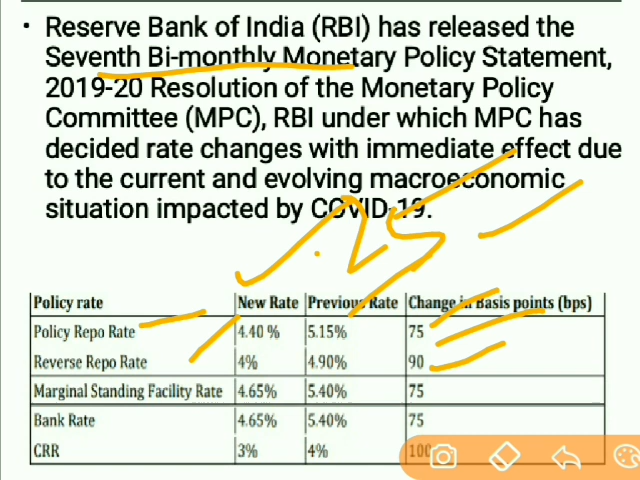 • Reserve Bank of India (RBI) has released the
Seventh Bi-monthly Monetary Policy Statement,
2019-20 Resolution of the Monetary Policy
Committee (MPC), RBI under which MPC has
decided rate changes with immediate effect due
to the current and evolving macroeconomic
situation impacted by COVID-19.
.25
Policy rate New Rate Previous Rate Change in Basis points (bps)
Policy Repo Rate 4.40 % 5.15% 75
Reverse Repo Rate 4% 4.90% 90
Marginal Standing Facility Rate 4.65% 5.40% 75
Bank Rate 4.65% 5.40% 75
CRR 3% 4% 100